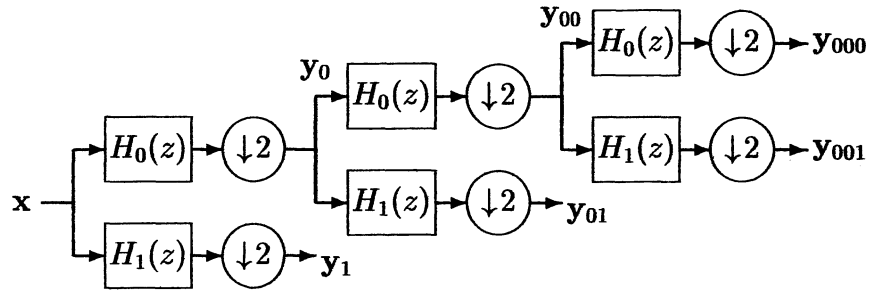 y₀₀ H₀(z) ↓2 y₀₀₀
y₀ H₀(z) ↓2
H₀(z) ↓2 H₁(z) ↓2 y₀₀₁
x H₁(z) ↓2 y₀₁
H₁(z) ↓2 y₁